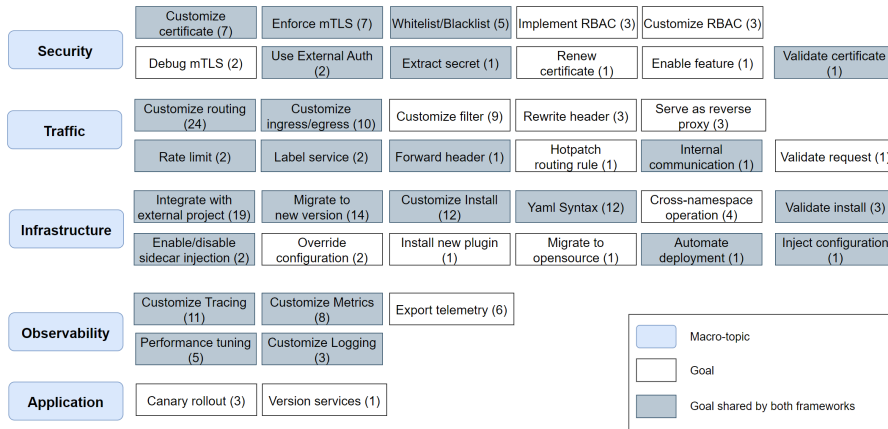 Security
Customize
certificate (7)
Enforce mTLS (7)
Whitelist/Blacklist (5)
Implement RBAC (3)
Customize RBAC (3)
Debug mTLS (2)
Use External Auth
(2)
Extract secret (1)
Renew
certificate (1)
Enable feature (1)
Validate certificate
(1)
Traffic
Customize routing
(24)
Customize
ingress/egress (10)
Customize filter (9)
Rewrite header (3)
Serve as reverse
proxy (3)
Rate limit (2)
Label service (2)
Forward header (1)
Hotpatch
routing rule (1)
Internal
communication (1)
Validate request (1)
Infrastructure
Integrate with
external project (19)
Migrate to
new version (14)
Customize Install
(12)
Yaml Syntax (12)
Cross-namespace
operation (4)
Validate install (3)
Enable/disable
sidecar injection (2)
Override
configuration (2)
Install new plugin
(1)
Migrate to
opensource (1)
Automate
deployment (1)
Inject configuration
(1)
Observability
Customize Tracing
(11)
Customize Metrics
(8)
Export telemetry (6)
Performance tuning
(5)
Customize Logging
(3)
Application
Canary rollout (3)
Version services (1)
Macro-topic
Goal
Goal shared by both frameworks